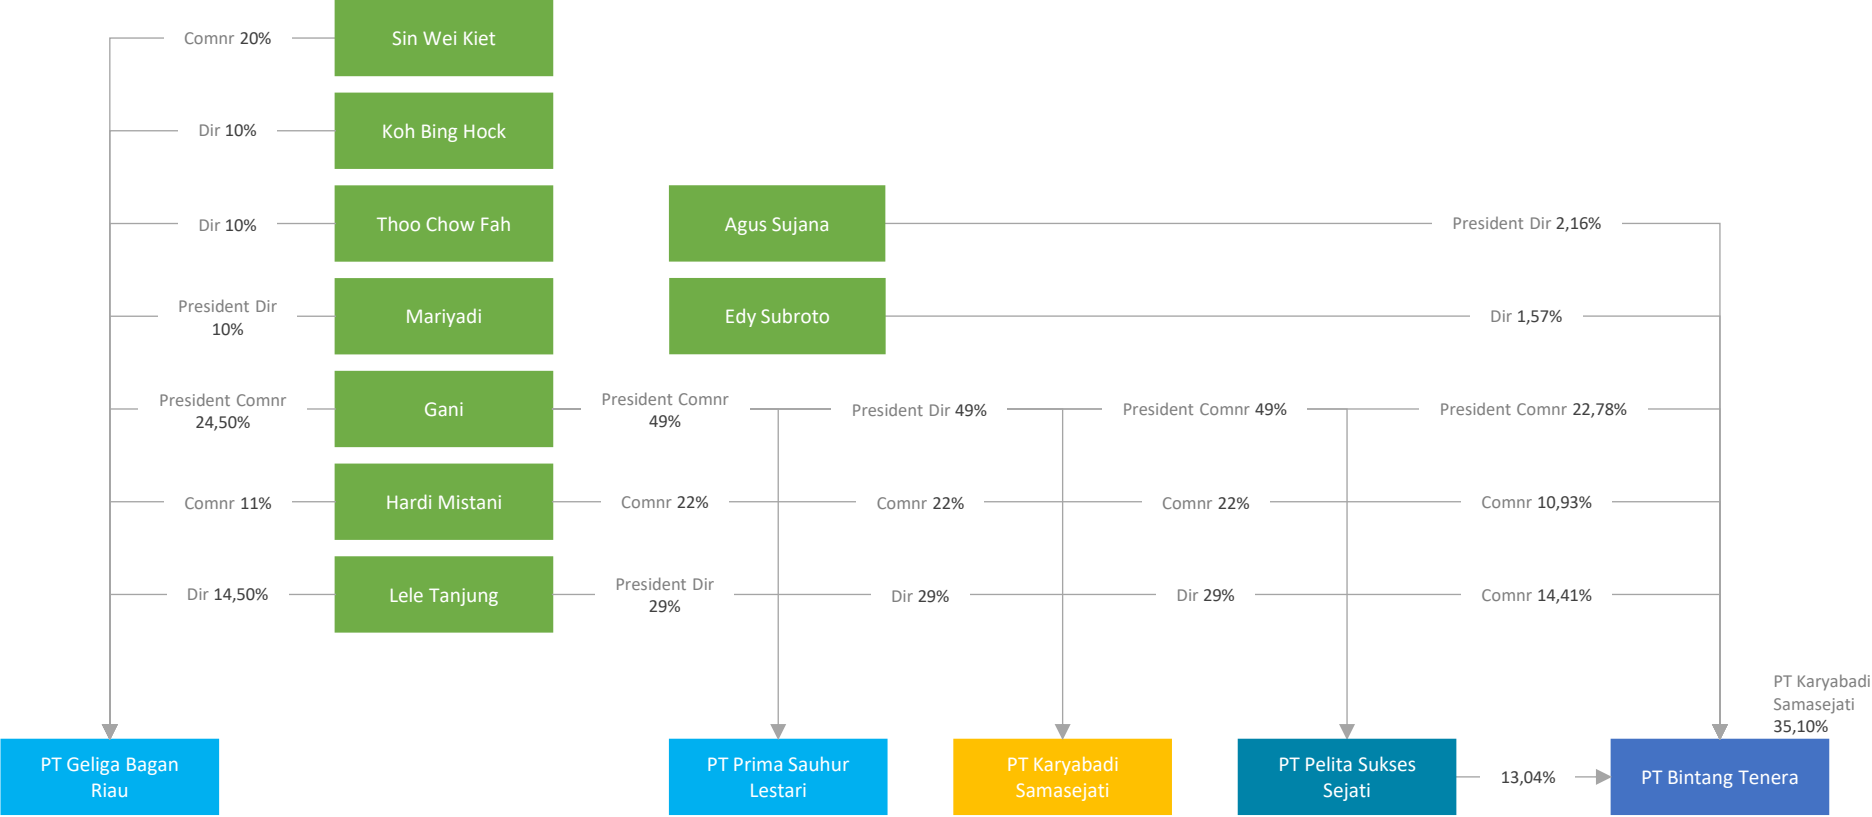 Comnr 20%
Sin Wei Kiet
Dir 10%
Koh Bing Hock
Dir 10%
Thoo Chow Fah
Agus Sujana
President Dir 2,16%
President Dir
10%
Mariyadi
Edy Subroto
Dir 1,57%
President Comnr
24,50%
Gani
President Comnr
49%
President Dir 49%
President Comnr 49%
President Comnr 22,78%
Comnr 11%
Hardi Mistani
Comnr 22%
Comnr 22%
Comnr 22%
Comnr 10,93%
Dir 14,50%
Lele Tanjung
President Dir
29%
Dir 29%
Dir 29%
Comnr 14,41%
PT Karyabadi
Samasejati
35,10%
PT Geliga Bagan
Riau
PT Prima Sauhur
Lestari
PT Karyabadi
Samasejati
PT Pelita Sukses
Sejati
13,04%
PT Bintang Tenera